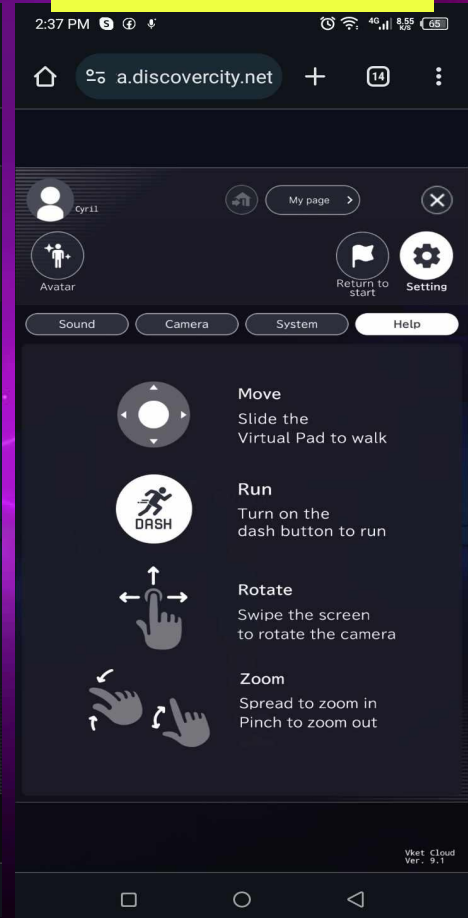 2:37 PM
4G 8.55 K/S 65
a.discovercity.net
14
Cyril
My page
Avatar
Return to
start
Setting
Sound Camera System Help
Move
Slide the
Virtual Pad to walk
DASH
Run
Turn on the
dash button to run
Rotate
Swipe the screen
to rotate the camera
Zoom
Spread to zoom in
Pinch to zoom out
Vket Cloud
Ver. 9.1